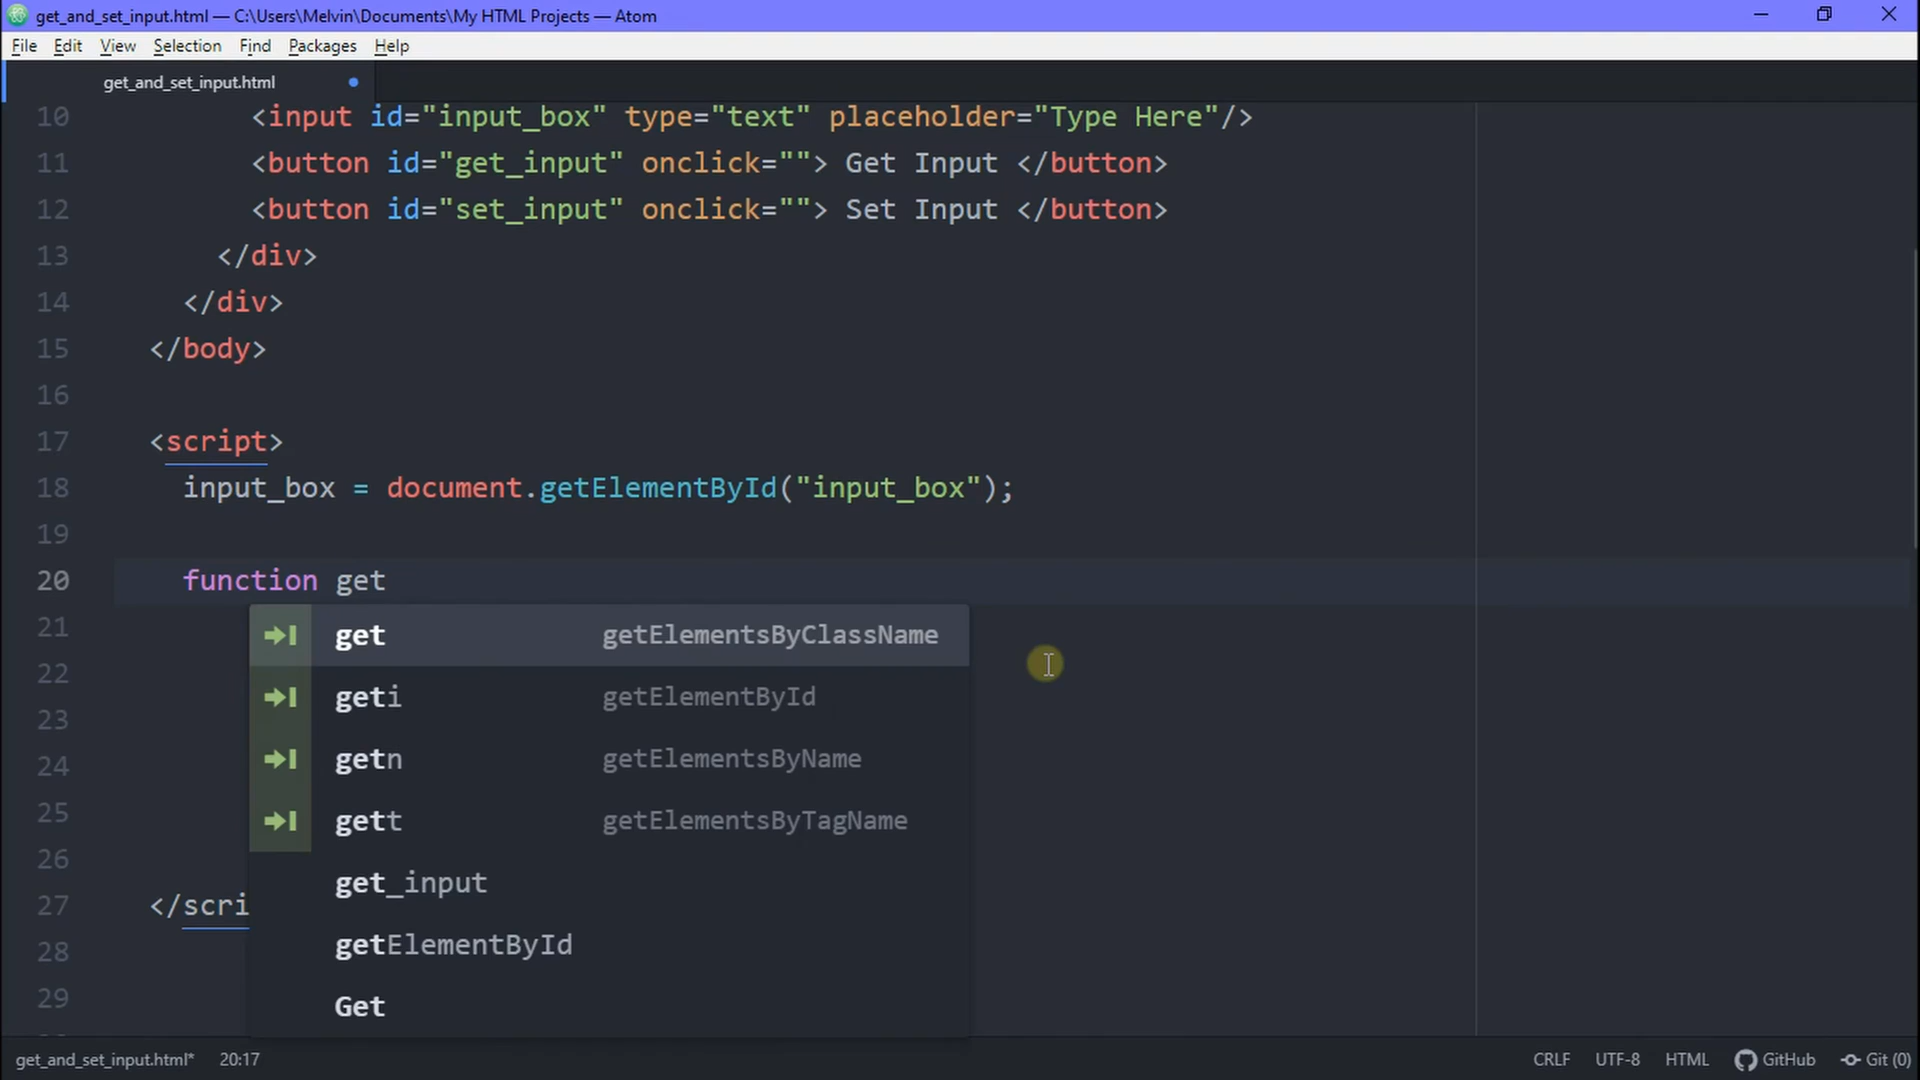 get_and_set_input.html — C:\Users\Melvin\Documents\My HTML Projects — Atom
File Edit View Selection Find Packages Help
get_and_set_input.html
10 <input id="input_box" type="text" placeholder="Type Here"/>
11 <button id="get_input" onclick=""> Get Input </button>
12 <button id="set_input" onclick=""> Set Input </button>
13 </div>
14 </div>
15 </body>
16
17 <script>
18 input_box = document.getElementById("input_box");
19
20 function get
21 get getElementsByClassName
22 geti getElementById
23
24 getn getElementsByName
25 gett getElementsByTagName
26 get_input
27 </scri
28 getElementById
29 Get
get_and_set_input.html* 20:17 CRLF UTF-8 HTML GitHub Git (0)